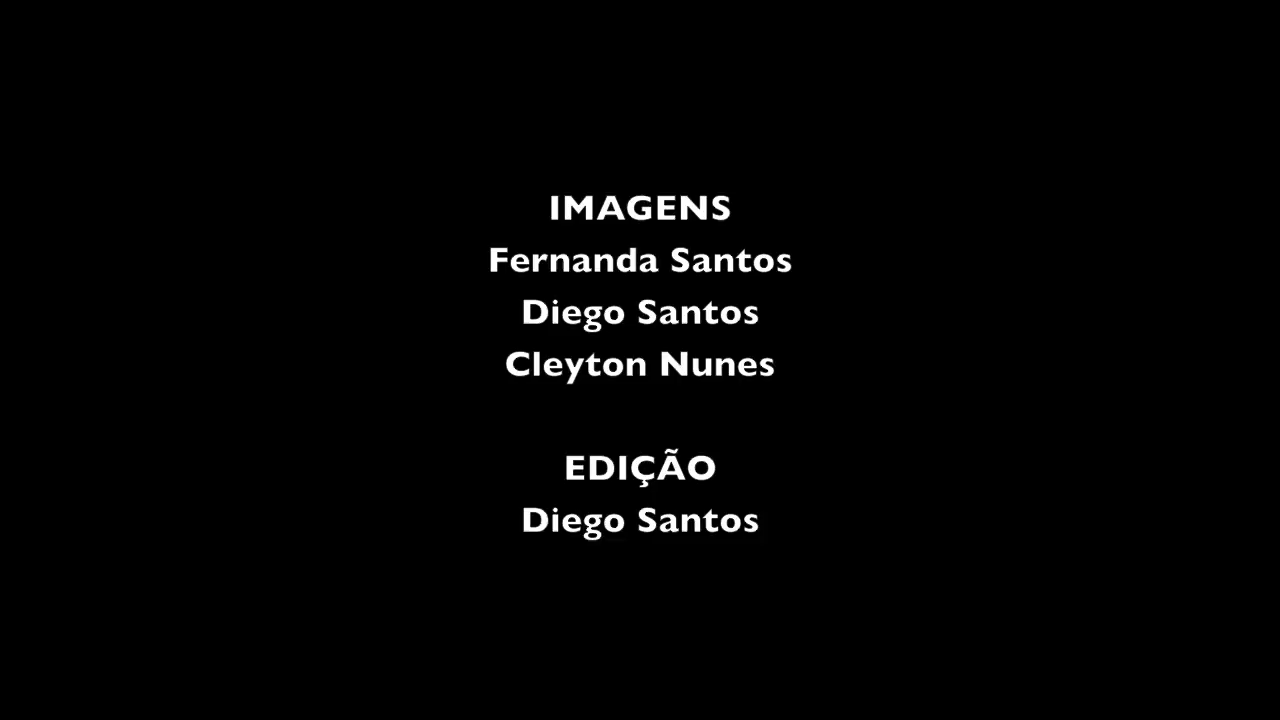 IMAGENS
Fernanda Santos
Diego Santos
Cleyton Nunes
EDIÇÃO
Diego Santos